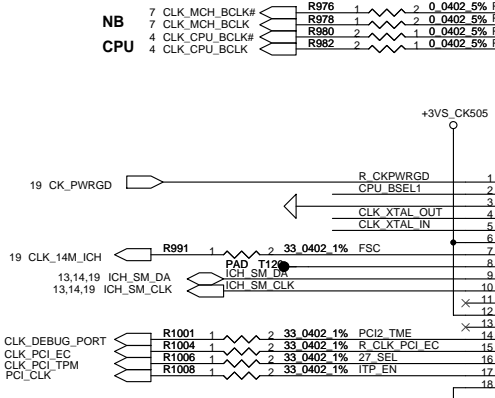 7 CLK_MCH_BCLK# R976 1 2 0_0402_5%
NB 7 CLK_MCH_BCLK R978 1 2 0_0402_5%
4 CLK_CPU_BCLK# R980 2 1 0_0402_5%
CPU 4 CLK_CPU_BCLK R982 2 1 0_0402_5%
+3VS_CK505
19 CK_PWRGD R_CKPWRGD 1
CPU_BSEL1 2
3
CLK_XTAL_OUT 4
CLK_XTAL_IN 5
6
19 CLK_14M_ICH R991 1 2 33_0402_1% FSC 7
PAD 8
13,14,19 ICH_SM_DA ICH_SM_DA 9
13,14,19 ICH_SM_CLK ICH_SM_CLK 10
11
12
13
CLK_DEBUG_PORT R1001 1 2 33_0402_1% PCI2_TME 14
CLK_PCI_EC R1004 1 2 33_0402_1% R_CLK_PCI_EC 15
CLK_PCI_TPM R1006 1 2 33_0402_1% 27_SEL 16
PCI_CLK R1008 1 2 33_0402_1% ITP_EN 17
18